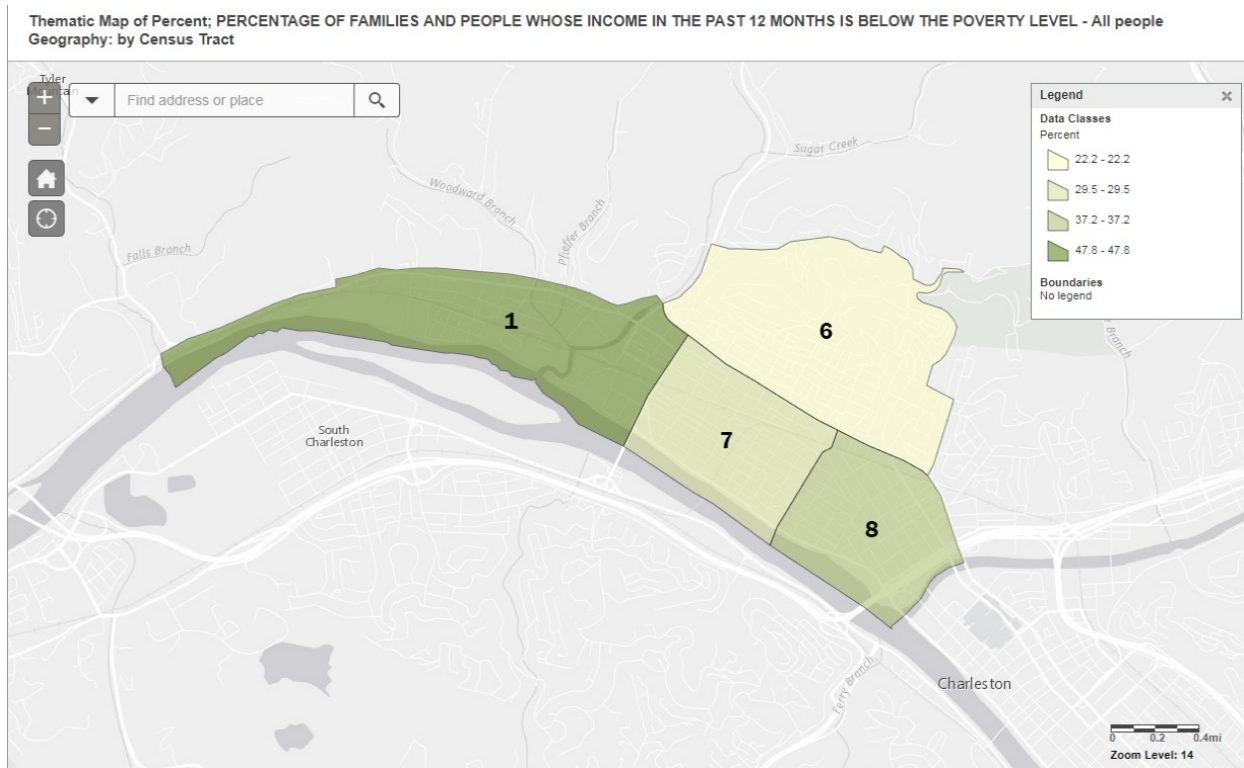 Thematic Map of Percent; PERCENTAGE OF FAMILIES AND PEOPLE WHOSE INCOME IN THE PAST 12 MONTHS IS BELOW THE POVERTY LEVEL - All people
Geography: by Census Tract
Tyler
+
Find address or place
−
Legend
Data Classes
Percent
22.2 - 22.2
29.5 - 29.5
37.2 - 37.2
47.8 - 47.8
Boundaries
No legend
Sugar Creek
Woodward Branch
Pfieffer Branch
Falls Branch
Branch
1
6
7
8
South
Charleston
Ferry Branch
Charleston
0 0.2 0.4mi
Zoom Level: 14